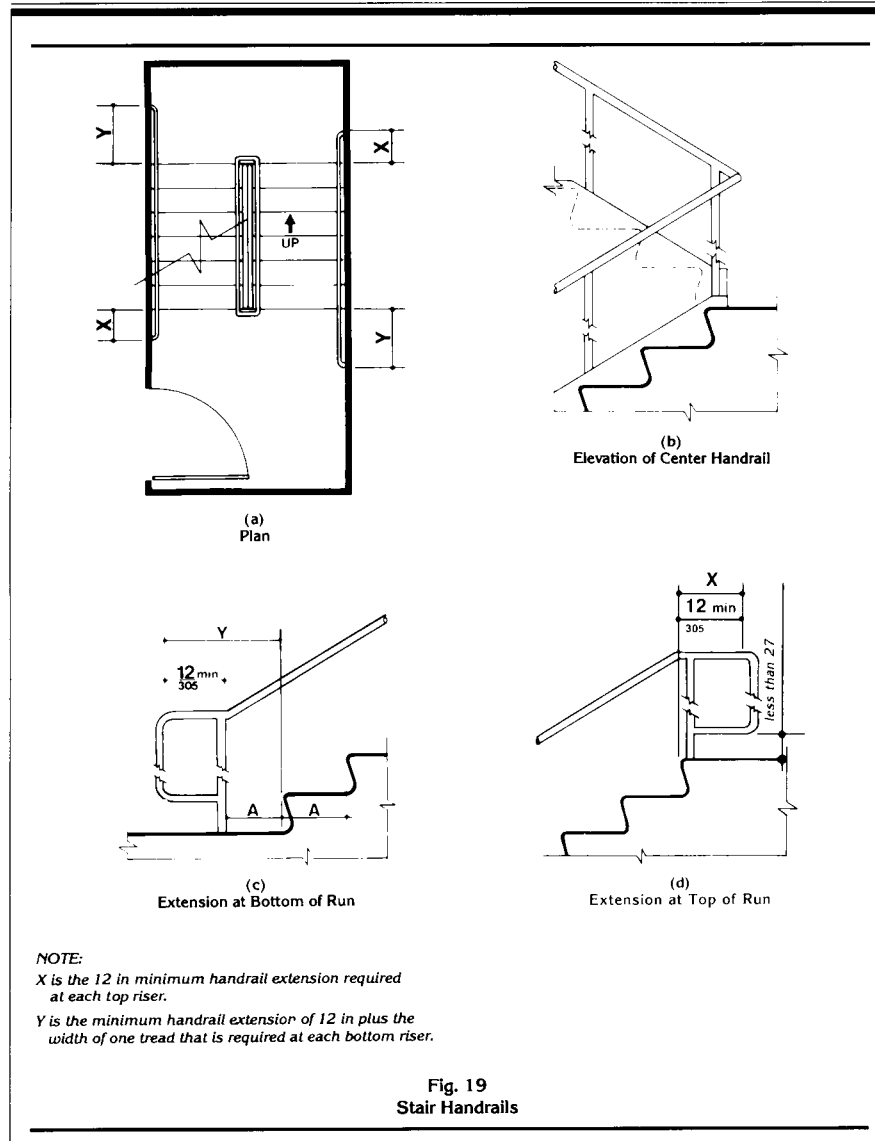 Y
X
UP
X
Y
(a)
Plan
(b)
Elevation of Center Handrail
Y
12 min
305
A
A
(c)
Extension at Bottom of Run
X
12 min
305
less than 27
(d)
Extension at Top of Run
NOTE:
X is the 12 in minimum handrail extension required
at each top riser.
Y is the minimum handrail extension of 12 in plus the
width of one tread that is required at each bottom riser.
Fig. 19
Stair Handrails